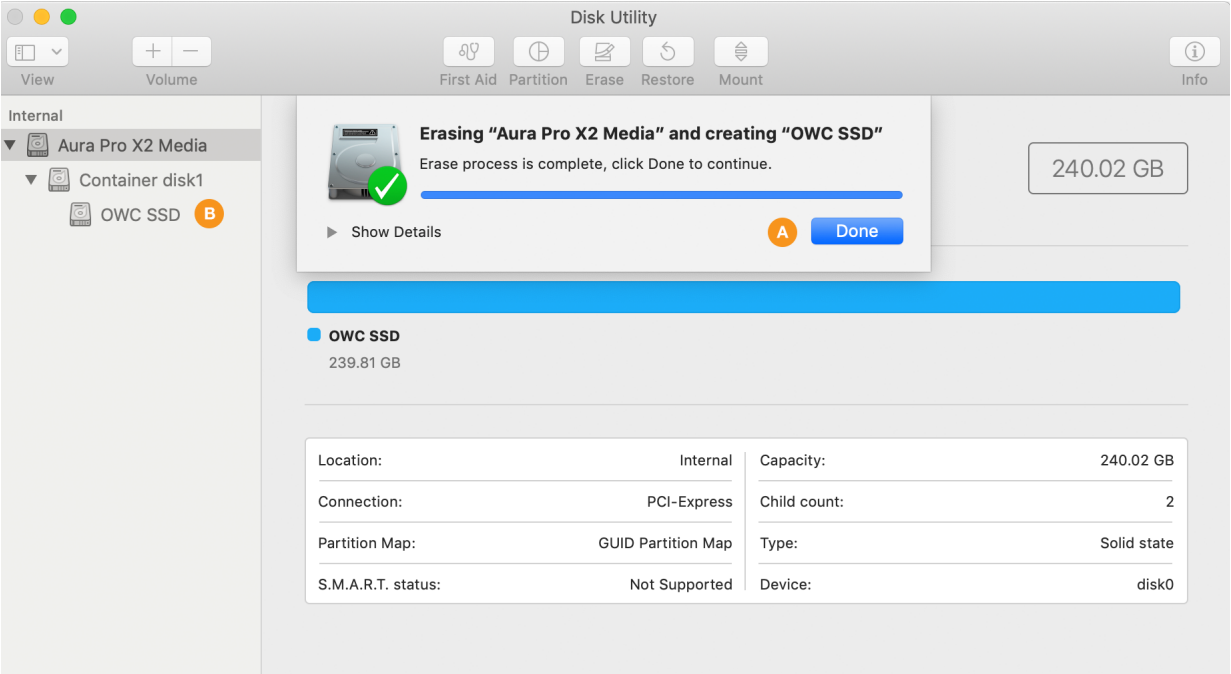 Disk Utility
View
Volume
First Aid
Partition
Erase
Restore
Mount
Info
Internal
Aura Pro X2 Media
Container disk1
OWC SSD B
Erasing “Aura Pro X2 Media” and creating “OWC SSD”
Erase process is complete, click Done to continue.
Show Details
A Done
240.02 GB
OWC SSD
239.81 GB
Location: Internal
Connection: PCI-Express
Partition Map: GUID Partition Map
S.M.A.R.T. status: Not Supported
Capacity: 240.02 GB
Child count: 2
Type: Solid state
Device: disk0